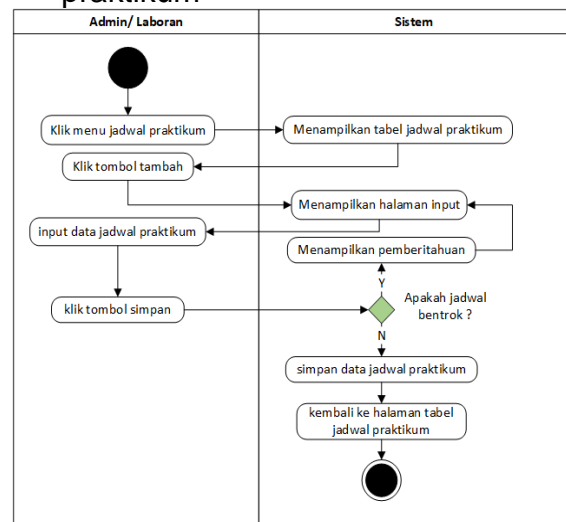 praktikum
Admin/ Laboran
Sistem
Klik menu jadwal praktikum
Menampilkan tabel jadwal praktikum
Klik tombol tambah
Menampilkan halaman input
input data jadwal praktikum
Menampilkan pemberitahuan
Y
klik tombol simpan
Apakah jadwal
bentrok ?
N
simpan data jadwal praktikum
kembali ke halaman tabel
jadwal praktikum